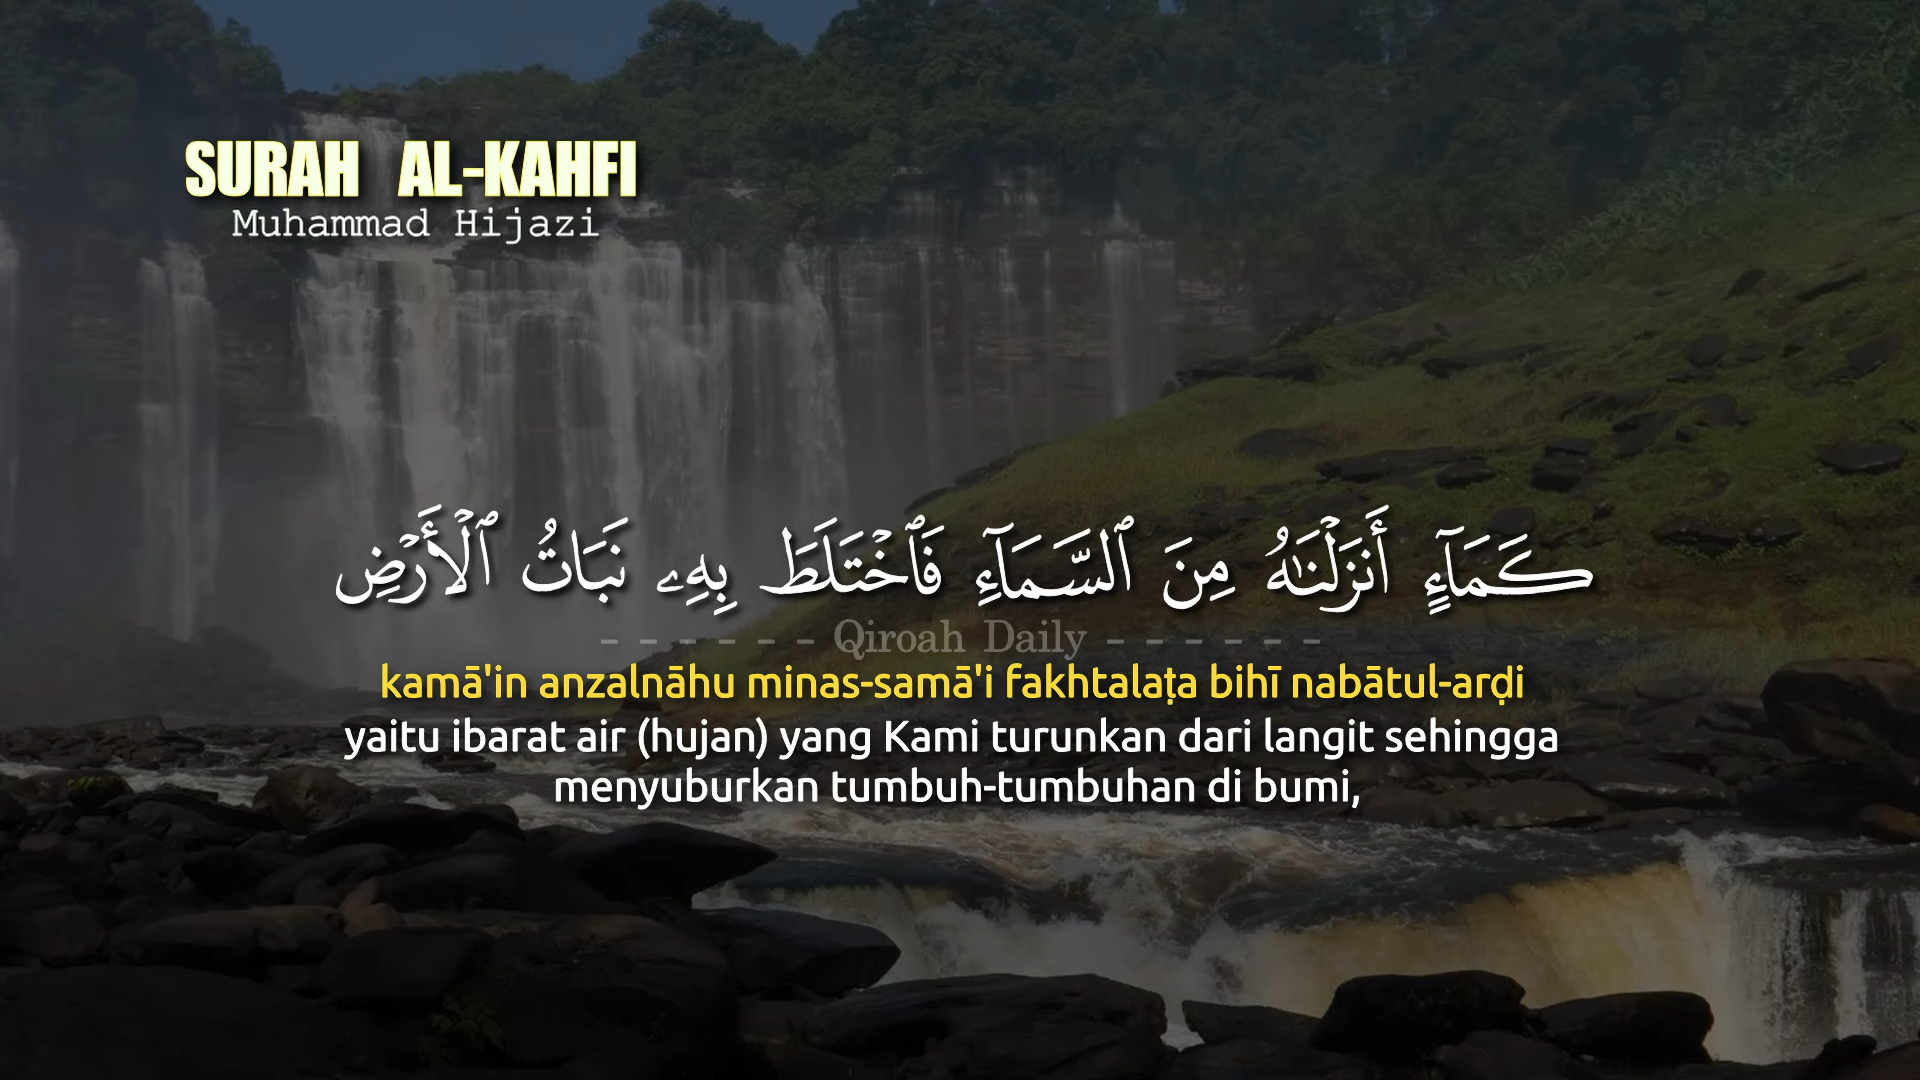 SURAH AL-KAHFI
Muhammad Hijazi
كَمَآءٍ أَنزَلْنَٰهُ مِنَ ٱلسَّمَآءِ فَٱخْتَلَطَ بِهِۦ نَبَاتُ ٱلْأَرْضِ
- - - - - - Qiroah Daily - - - - - -
kamā'in anzalnāhu minas-samā'i fakhtalaṭa bihī nabātul-arḍi
yaitu ibarat air (hujan) yang Kami turunkan dari langit sehingga
menyuburkan tumbuh-tumbuhan di bumi,